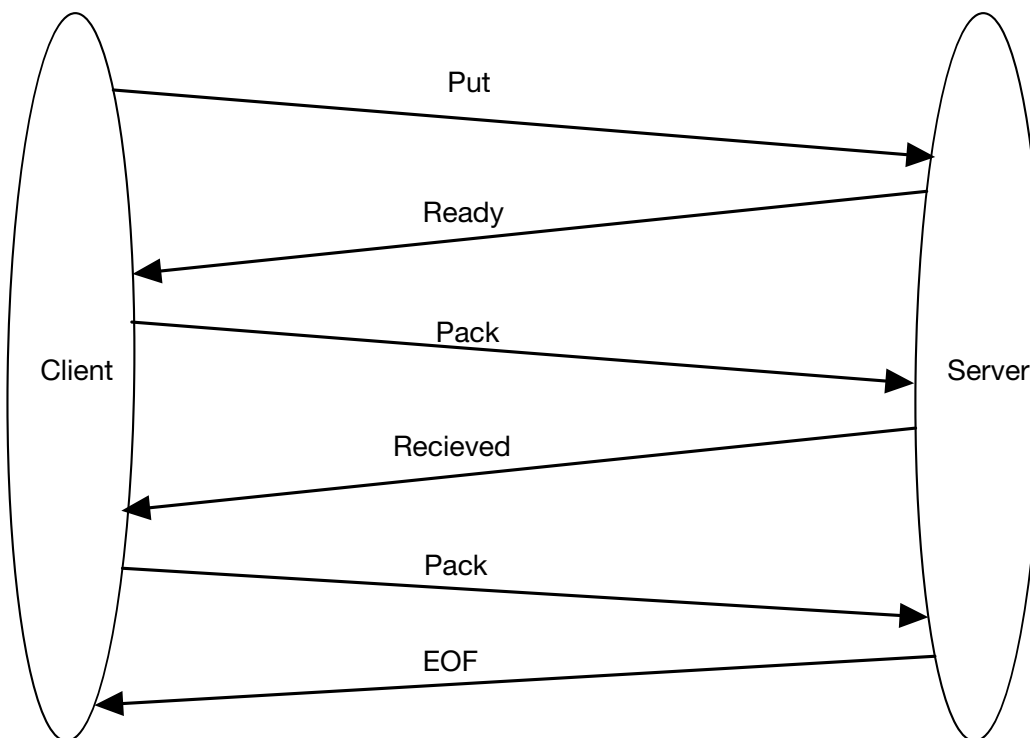 Put
Ready
Pack
Client
Server
Recieved
Pack
EOF